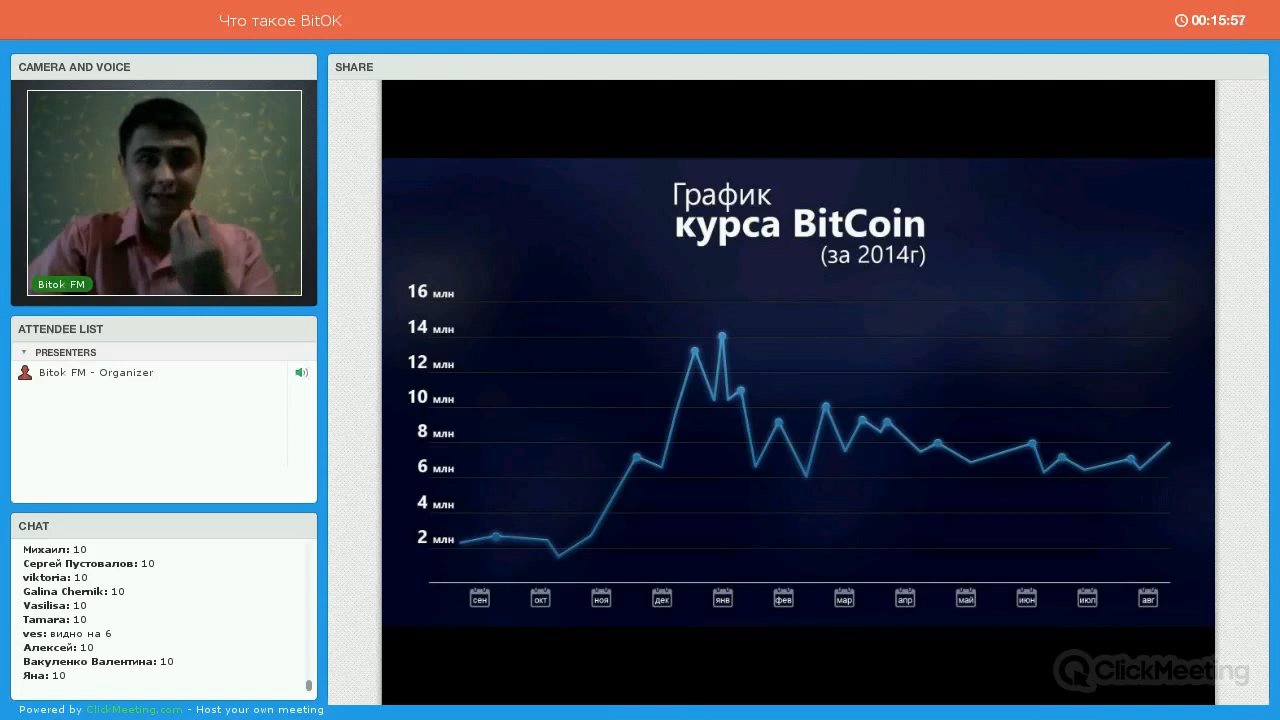 Что такое BitOK
00:15:57
CAMERA AND VOICE
Bitok FM
ATTENDEE LIST
PRESENTERS
Bitok FM - Organizer
CHAT
Михаил: 10
Сергей Пустовалов: 10
viktoria: 10
Galina Chernik: 10
Vasilisa: 10
Tamara: 10
ves: видно на 6
Алексей: 10
Вакуленко Валентина: 10
Яна: 10
Powered by ClickMeeting.com - Host your own meeting
SHARE
График
курса BitCoin
(за 2014г)
16 млн
14 млн
12 млн
10 млн
8 млн
6 млн
4 млн
2 млн
сен окт ноя дек янв фев мар апр май июн июл авг
ClickMeeting